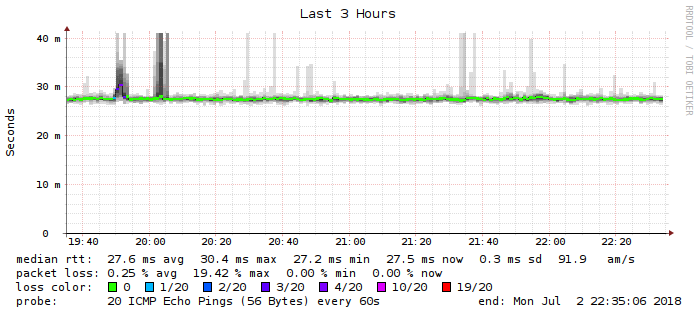 Last 3 Hours
RRDTOOL / TOBI OETIKER
Seconds
40 m
30 m
20 m
10 m
0
19:40 20:00 20:20 20:40 21:00 21:20 21:40 22:00 22:20
median rtt: 27.6 ms avg 30.4 ms max 27.2 ms min 27.5 ms now 0.3 ms sd 91.9 am/s
packet loss: 0.25 % avg 19.42 % max 0.00 % min 0.00 % now
loss color: 0 1/20 2/20 3/20 4/20 10/20 19/20
probe: 20 ICMP Echo Pings (56 Bytes) every 60s end: Mon Jul 2 22:35:06 2018